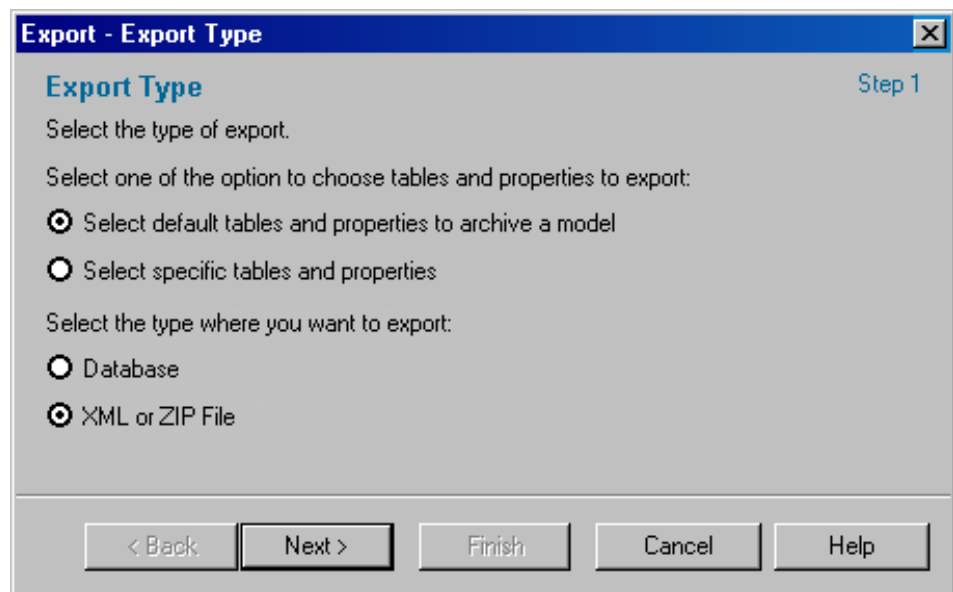 Export - Export Type
Export Type
Step 1
Select the type of export.
Select one of the option to choose tables and properties to export:
Select default tables and properties to archive a model
Select specific tables and properties
Select the type where you want to export:
Database
XML or ZIP File
< Back
Next >
Finish
Cancel
Help